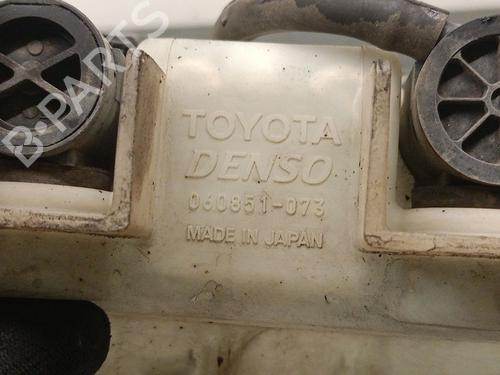 B-PARTS
TOYOTA
DENSO
060851-073
MADE IN JAPAN